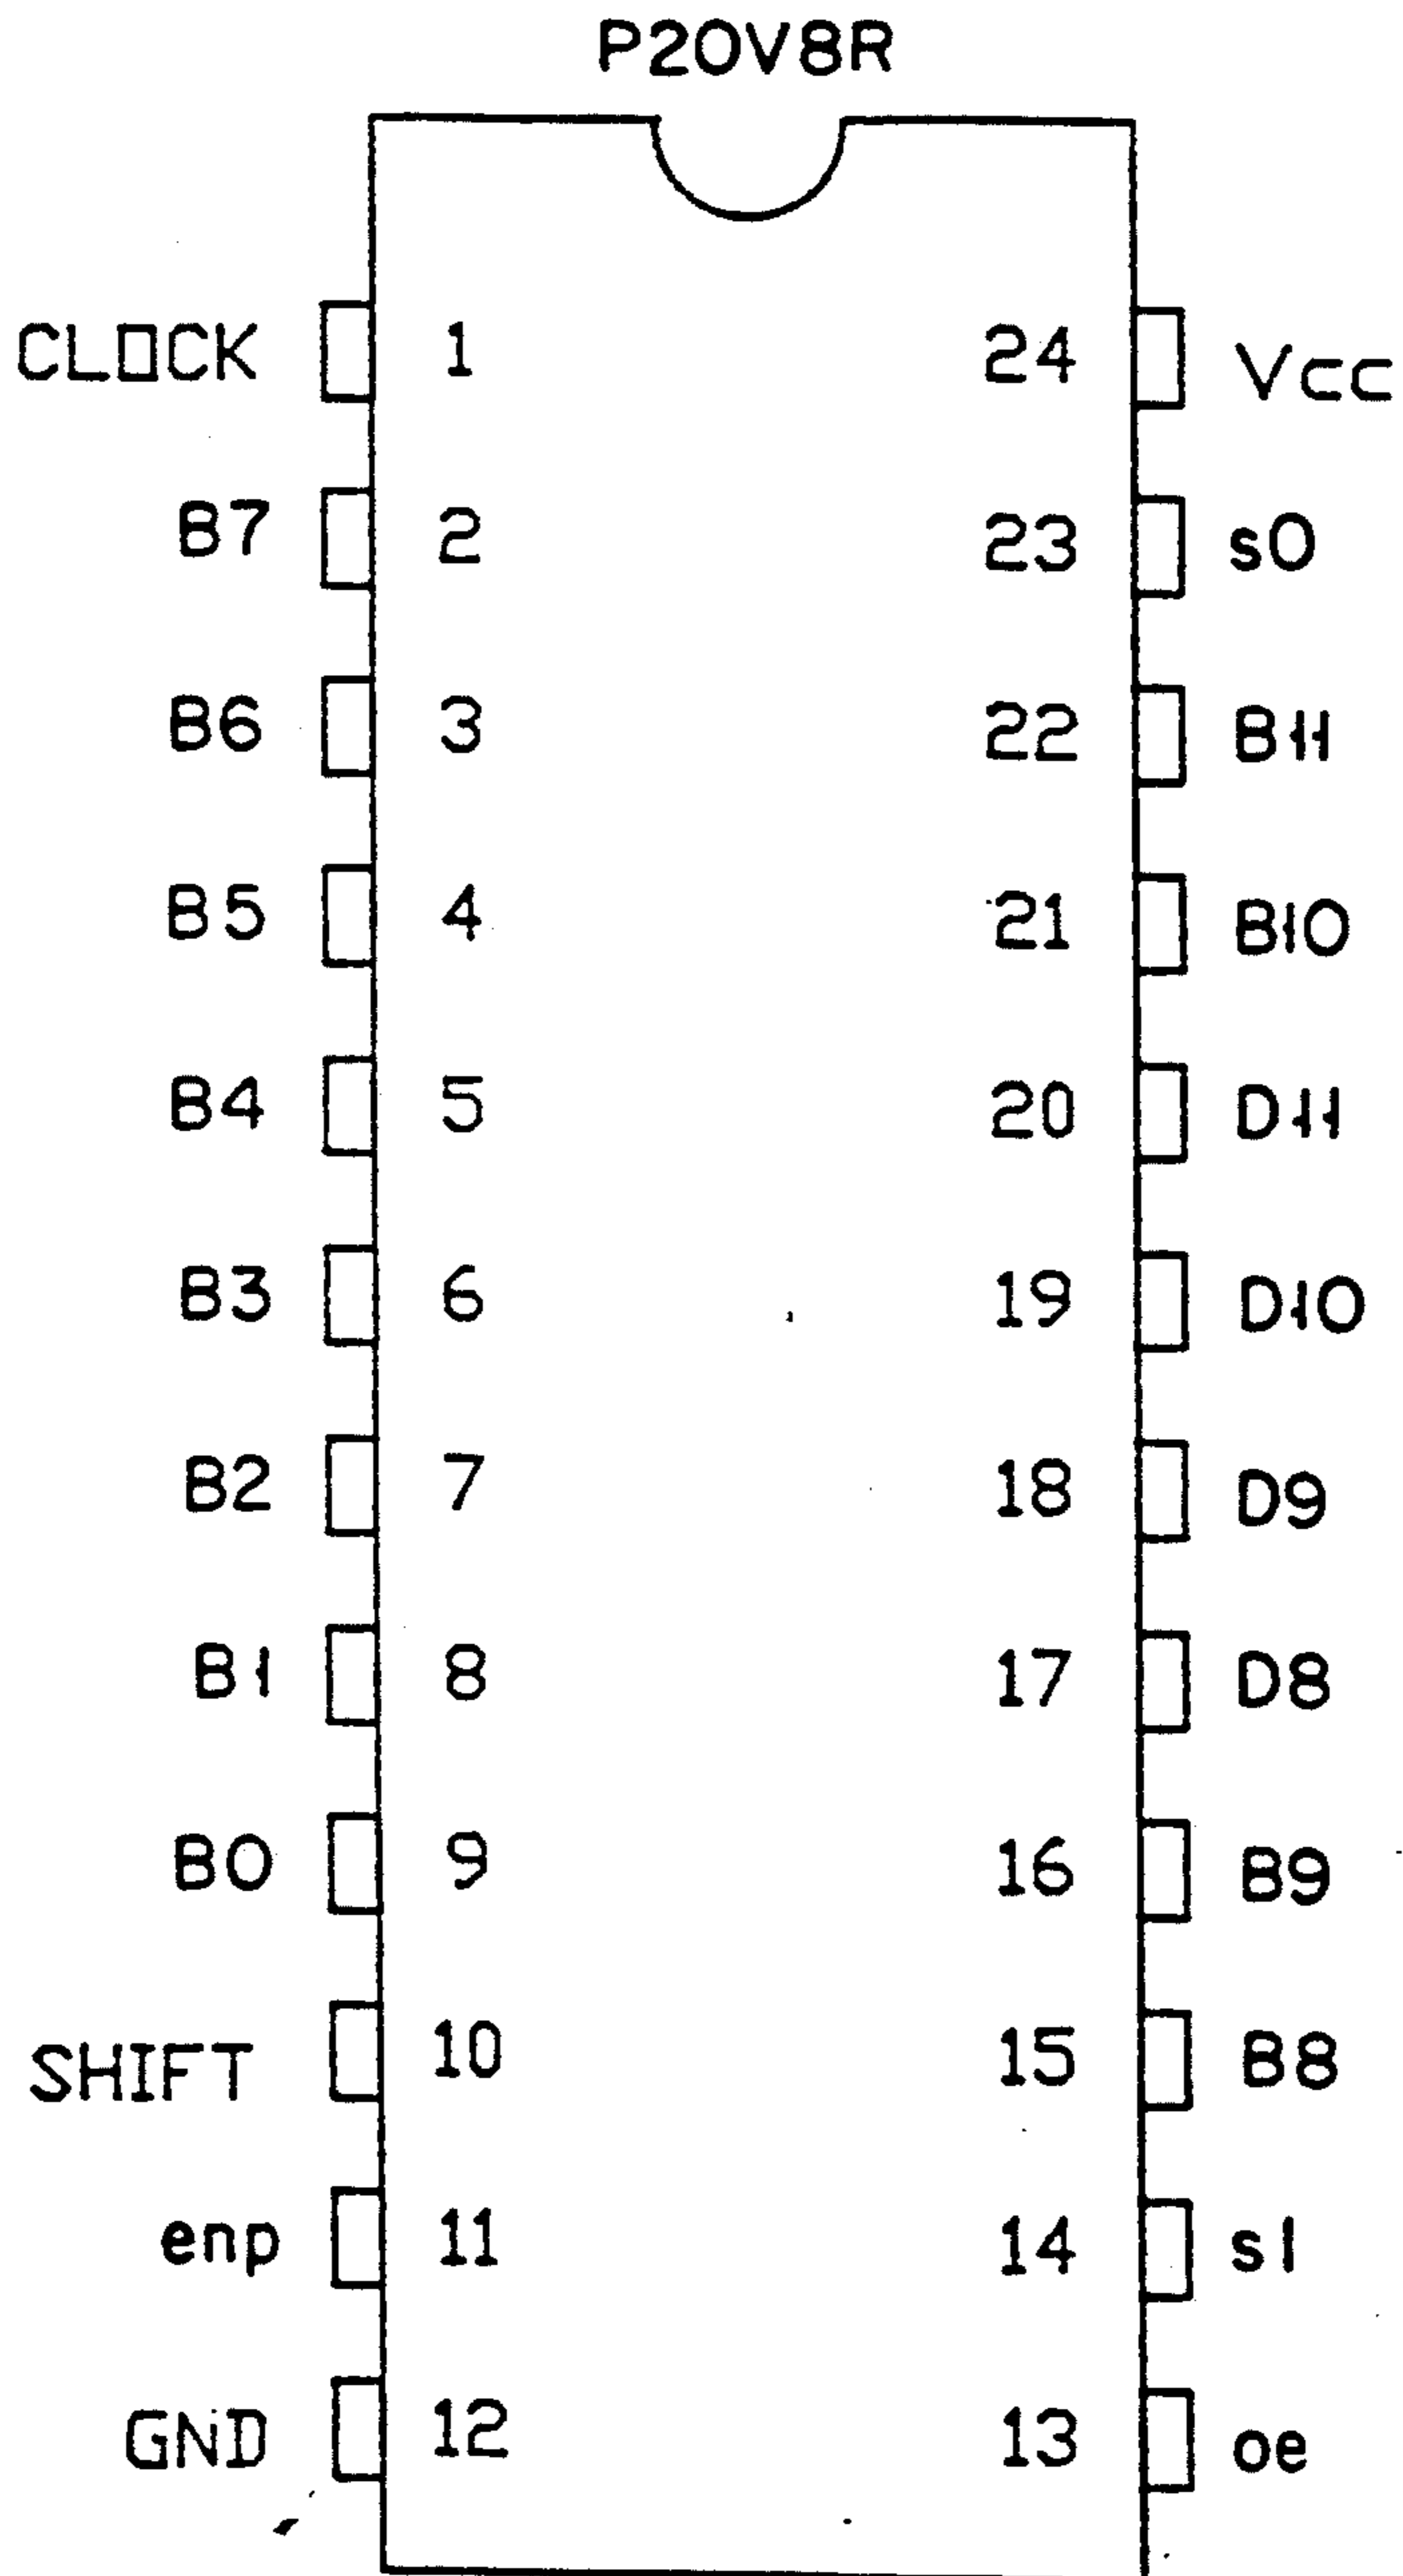 P20V8R
CLOCK 1 24 Vcc
B7 2 23 s0
B6 3 22 B11
B5 4 21 B10
B4 5 20 D11
B3 6 19 D10
B2 7 18 D9
B1 8 17 D8
B0 9 16 B9
SHIFT 10 15 B8
enp 11 14 s1
GND 12 13 oe